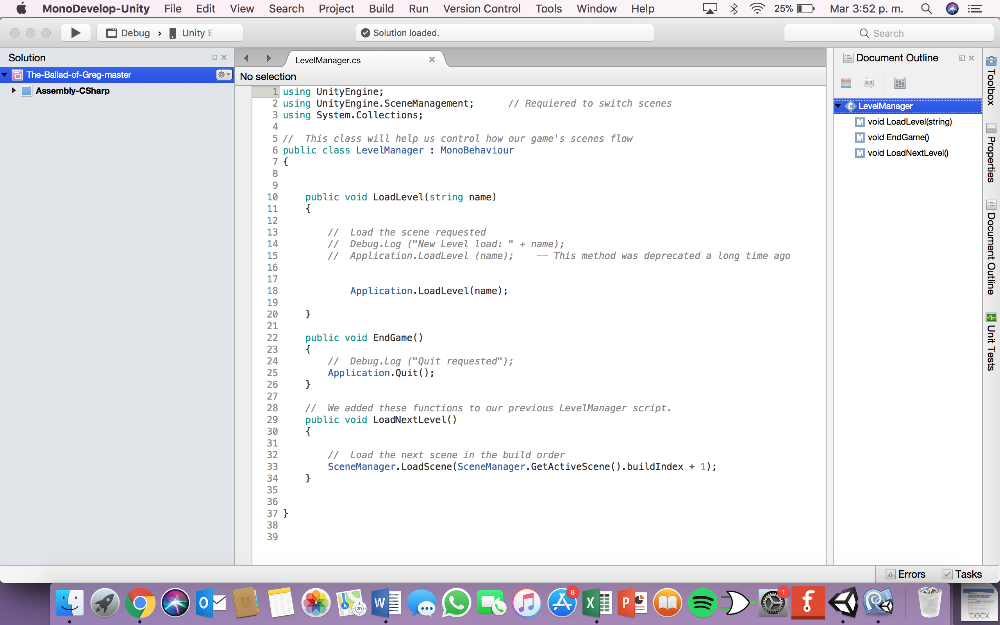 MonoDevelop-Unity File Edit View Search Project Build Run Version Control Tools Window Help 25% Mar 3:52 p. m.
Debug › Unity E
Solution loaded.
Search
Solution
The-Ballad-of-Greg-master
Assembly-CSharp
LevelManager.cs
No selection
1 using UnityEngine;
2 using UnityEngine.SceneManagement; // Requiered to switch scenes
3 using System.Collections;
4
5 // This class will help us control how our game's scenes flow
6 public class LevelManager : MonoBehaviour
7 {
8
9
10 public void LoadLevel(string name)
11 {
12
13 // Load the scene requested
14 // Debug.Log ("New Level load: " + name);
15 // Application.LoadLevel (name); -- This method was deprecated a long time ago
16
17
18 Application.LoadLevel(name);
19
20 }
21
22 public void EndGame()
23 {
24 // Debug.Log ("Quit requested");
25 Application.Quit();
26 }
27
28 // We added these functions to our previous LevelManager script.
29 public void LoadNextLevel()
30 {
31
32 // Load the next scene in the build order
33 SceneManager.LoadScene(SceneManager.GetActiveScene().buildIndex + 1);
34 }
35
36
37 }
38
39
Document Outline
a-z
C LevelManager
M void LoadLevel(string)
M void EndGame()
M void LoadNextLevel()
Toolbox
Properties
Document Outline
Unit Tests
Errors
Tasks
O
W
3D
8
X
P
1
f
DOCX